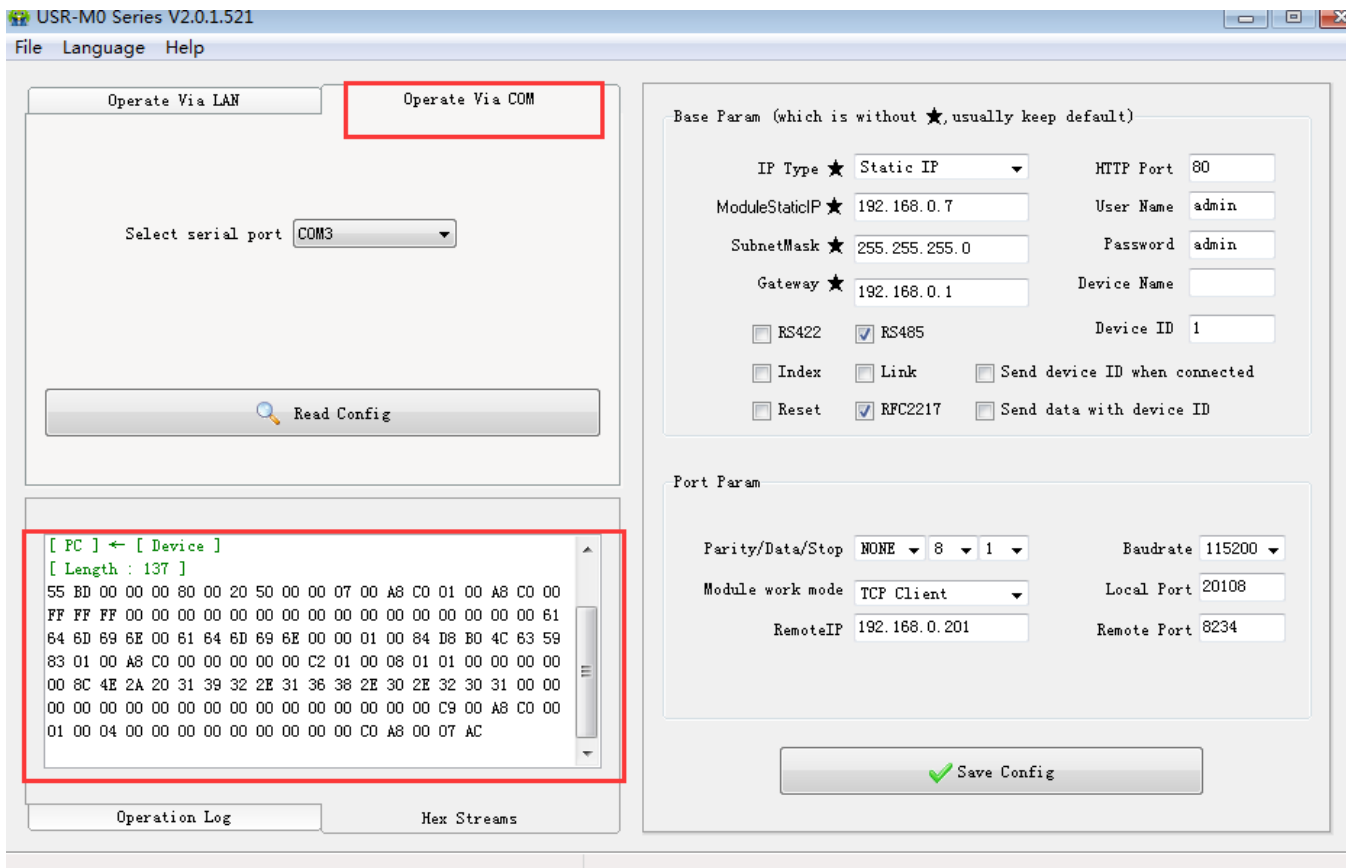 USR-M0 Series V2.0.1.521
File Language Help
Operate Via LAN
Operate Via COM
Select serial port COM3
Read Config
[ PC ] ← [ Device ]
[ Length : 137 ]
55 BD 00 00 00 80 00 20 50 00 00 07 00 A8 C0 01 00 A8 C0 00
FF FF FF 00 00 00 00 00 00 00 00 00 00 00 00 00 00 00 00 61
64 6D 69 6E 00 61 64 6D 69 6E 00 00 01 00 84 D8 B0 4C 63 59
83 01 00 A8 C0 00 00 00 00 00 C2 01 00 08 01 01 00 00 00 00
00 8C 4E 2A 20 31 39 32 2E 31 36 38 2E 30 2E 32 30 31 00 00
00 00 00 00 00 00 00 00 00 00 00 00 00 00 00 C9 00 A8 C0 00
01 00 04 00 00 00 00 00 00 00 00 00 C0 A8 00 07 AC
Operation Log
Hex Streams
Base Param (which is without ★,usually keep default)
IP Type ★ Static IP
HTTP Port 80
ModuleStaticIP ★ 192.168.0.7
User Name admin
SubnetMask ★ 255.255.255.0
Password admin
Gateway ★ 192.168.0.1
Device Name
RS422 RS485
Device ID 1
Index Link Send device ID when connected
Reset RFC2217 Send data with device ID
Port Param
Parity/Data/Stop NONE 8 1
Baudrate 115200
Module work mode TCP Client
Local Port 20108
RemoteIP 192.168.0.201
Remote Port 8234
Save Config